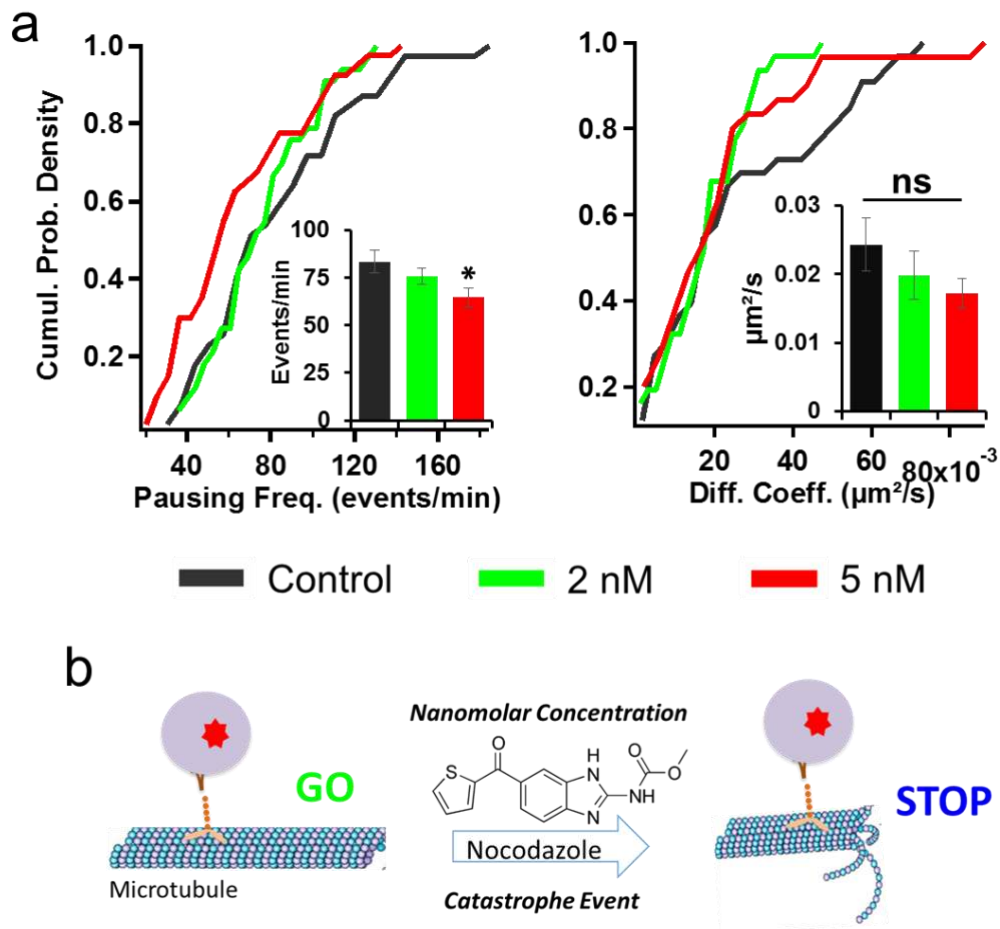 a
1.0
0.8
0.6
0.4
0.2
Cumul. Prob. Density
40 80 120 160
Pausing Freq. (events/min)
100
75
50
25
0
Events/min
*
1.0
0.8
0.6
0.4
0.2
20 40 60 80x10⁻³
Diff. Coeff. (µm²/s)
ns
0.03
0.02
0.01
0
µm²/s
Control 2 nM 5 nM
b
GO
Microtubule
Nanomolar Concentration
O
S
H
N
N
NH
O
O
Nocodazole
Catastrophe Event
STOP